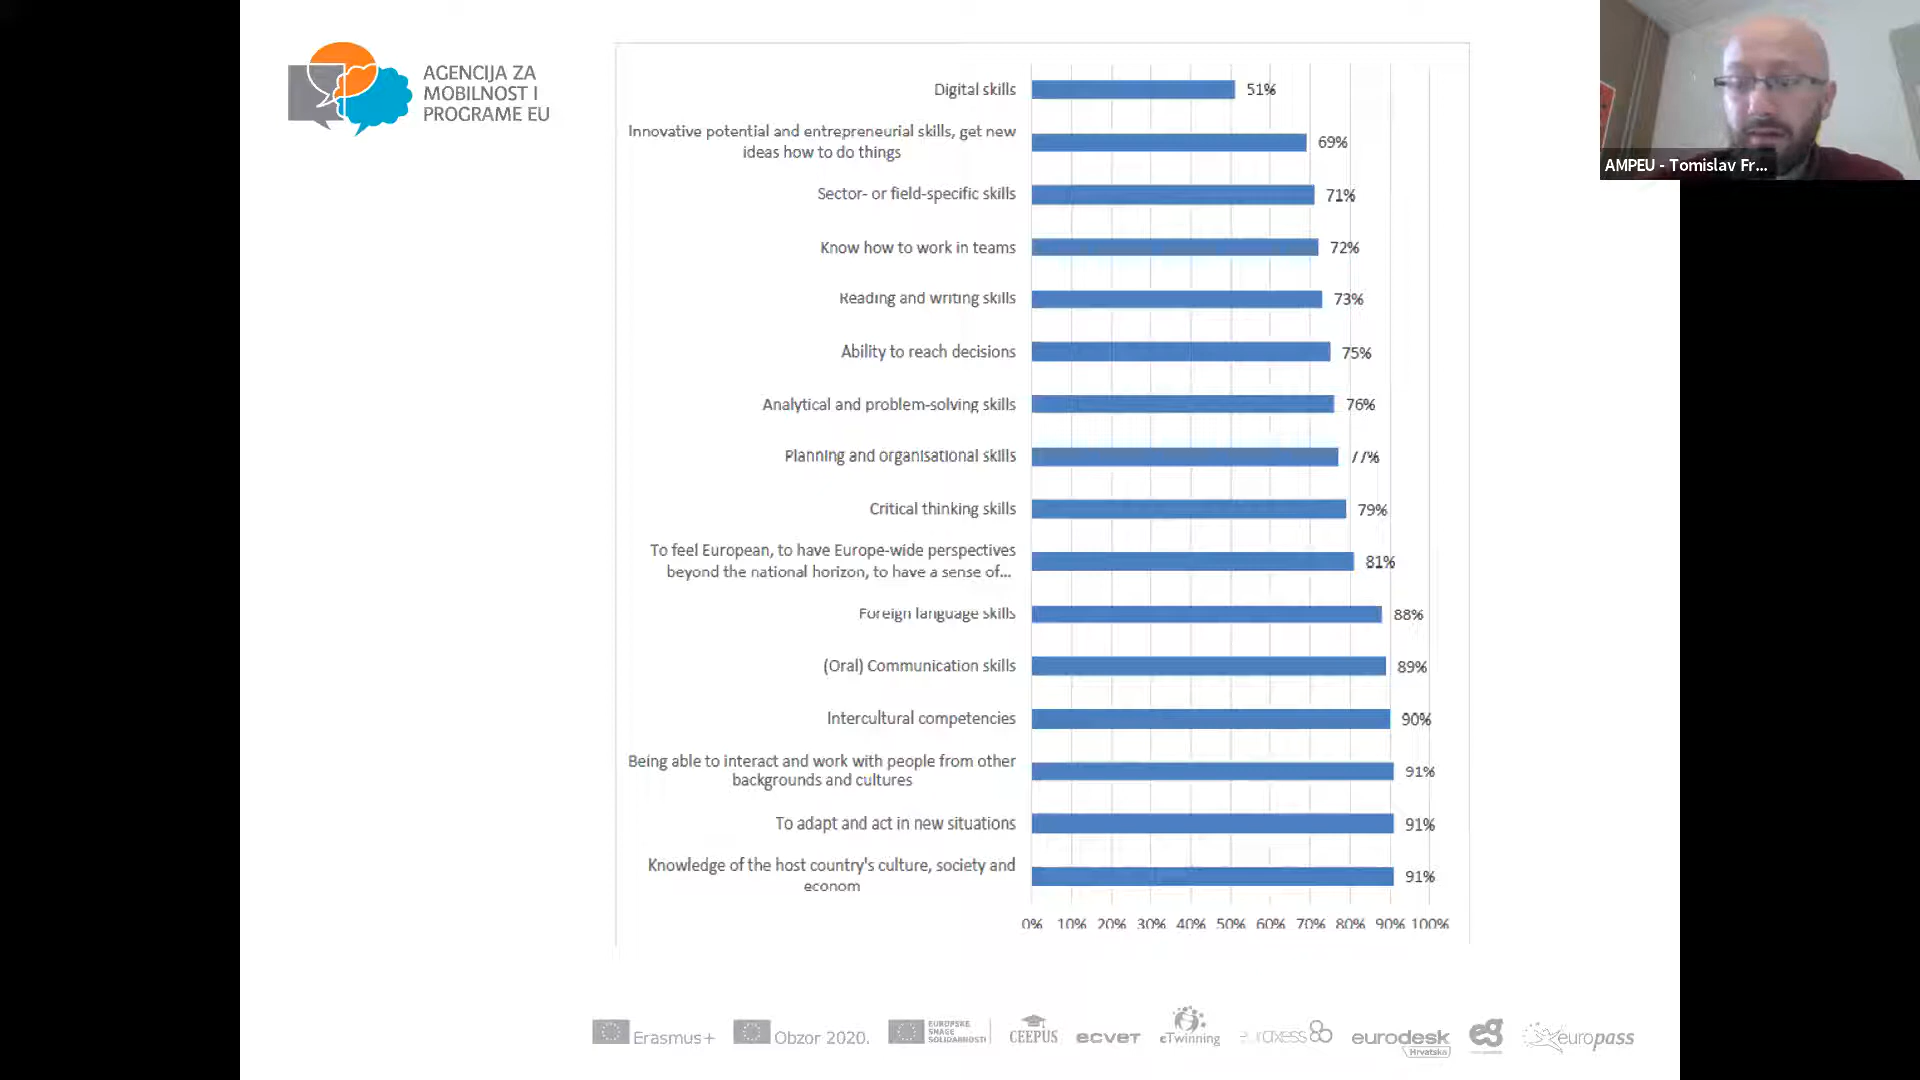 AGENCIJA ZA
MOBILNOST I
PROGRAME EU
AMPEU - Tomislav Fr...
Digital skills 51%
Innovative potential and entrepreneurial skills, get new
ideas how to do things 69%
Sector- or field-specific skills 71%
Know how to work in teams 72%
Reading and writing skills 73%
Ability to reach decisions 75%
Analytical and problem-solving skills 76%
Planning and organisational skills 77%
Critical thinking skills 79%
To feel European, to have Europe-wide perspectives
beyond the national horizon, to have a sense of... 81%
Foreign language skills 88%
(Oral) Communication skills 89%
Intercultural competencies 90%
Being able to interact and work with people from other
backgrounds and cultures 91%
To adapt and act in new situations 91%
Knowledge of the host country's culture, society and
econom 91%
0% 10% 20% 30% 40% 50% 60% 70% 80% 90% 100%
Erasmus+ Obzor 2020. EUROPSKE SNAGE SOLIDARNOSTI CEEPUS ecvet eTwinning euraxess eurodesk Hrvatska eg europass